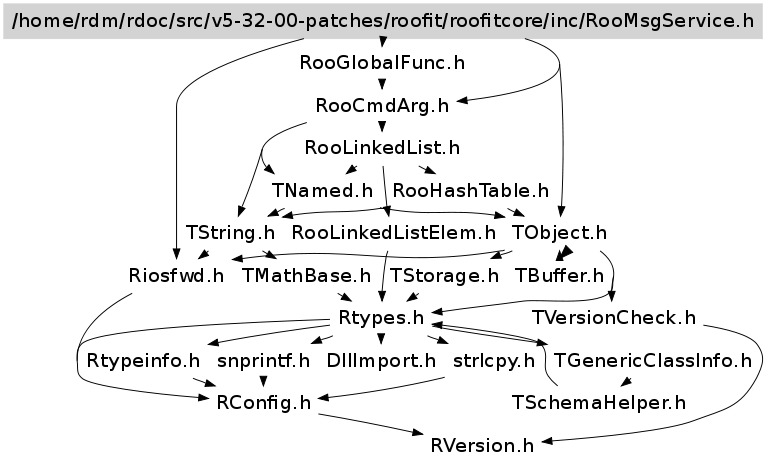 /home/rdm/rdoc/src/v5-32-00-patches/roofit/roofitcore/inc/RooMsgService.h
RooGlobalFunc.h
RooCmdArg.h
RooLinkedList.h
TNamed.h RooHashTable.h
TString.h RooLinkedListElem.h TObject.h
Riosfwd.h TMathBase.h TStorage.h TBuffer.h
Rtypes.h TVersionCheck.h
Rtypeinfo.h snprintf.h DllImport.h strlcpy.h TGenericClassInfo.h
RConfig.h TSchemaHelper.h
RVersion.h